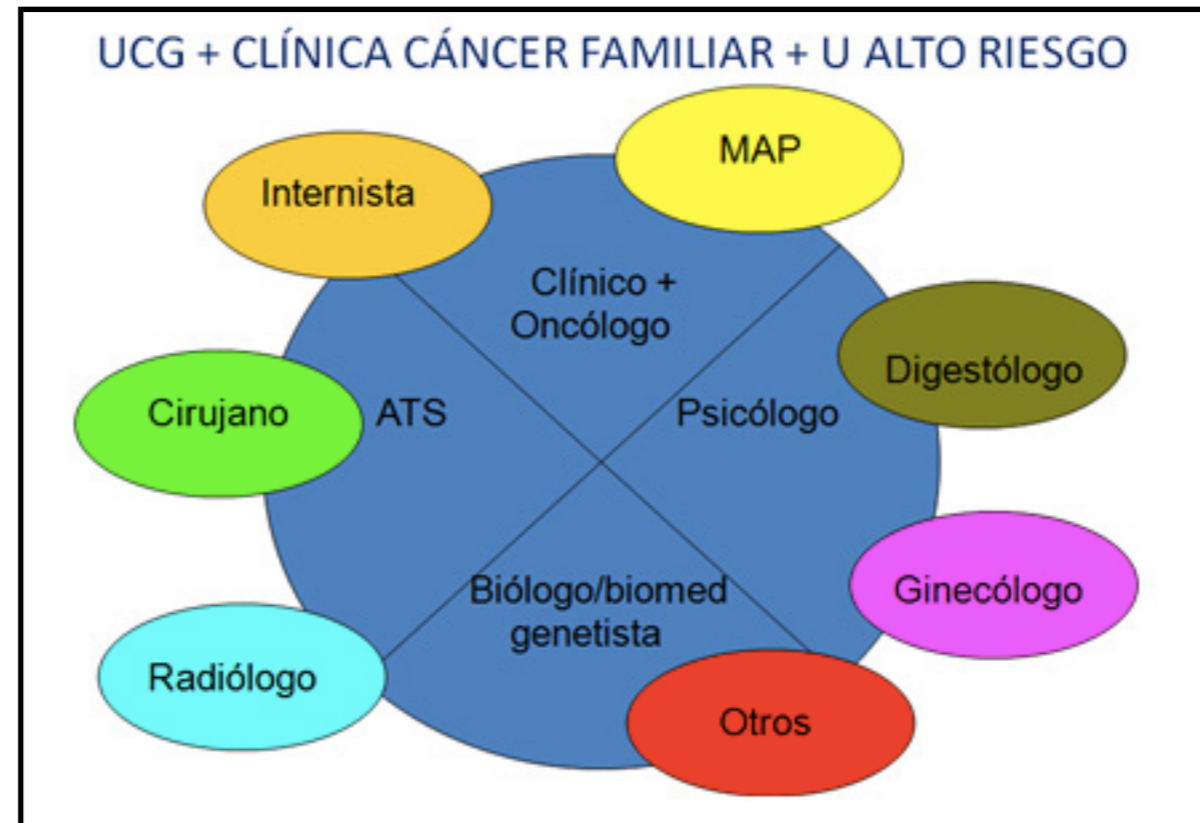 UCG + CLÍNICA CÁNCER FAMILIAR + U ALTO RIESGO
MAP
Internista
Clínico +
Oncólogo
Digestólogo
Cirujano
ATS
Psicólogo
Biólogo/biomed
genetista
Ginecólogo
Radiólogo
Otros